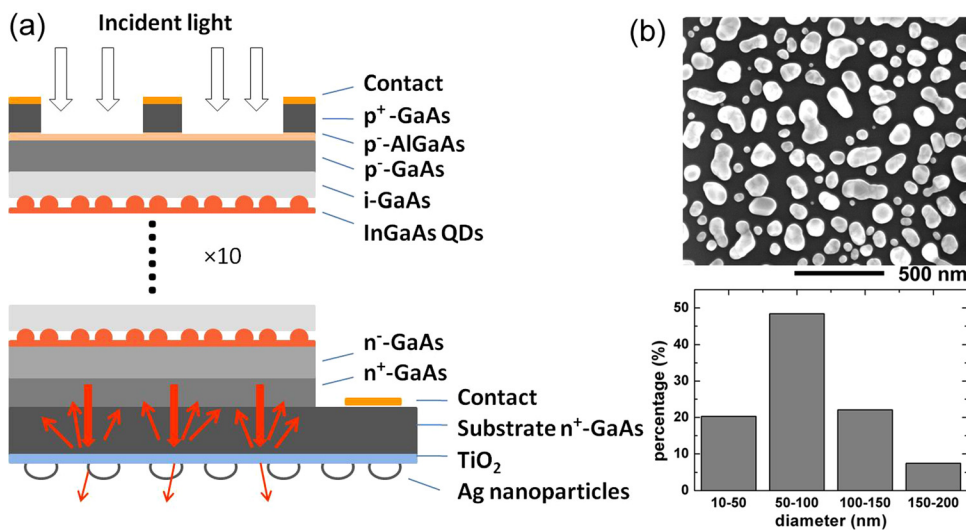 (a)
Incident light
Contact
p⁺-GaAs
p⁻-AlGaAs
p⁻-GaAs
i-GaAs
InGaAs QDs
×10
n⁻-GaAs
n⁺-GaAs
Contact
Substrate n⁺-GaAs
TiO₂
Ag nanoparticles
(b)
500 nm
percentage (%)
50
40
30
20
10
0
10-50 50-100 100-150 150-200
diameter (nm)